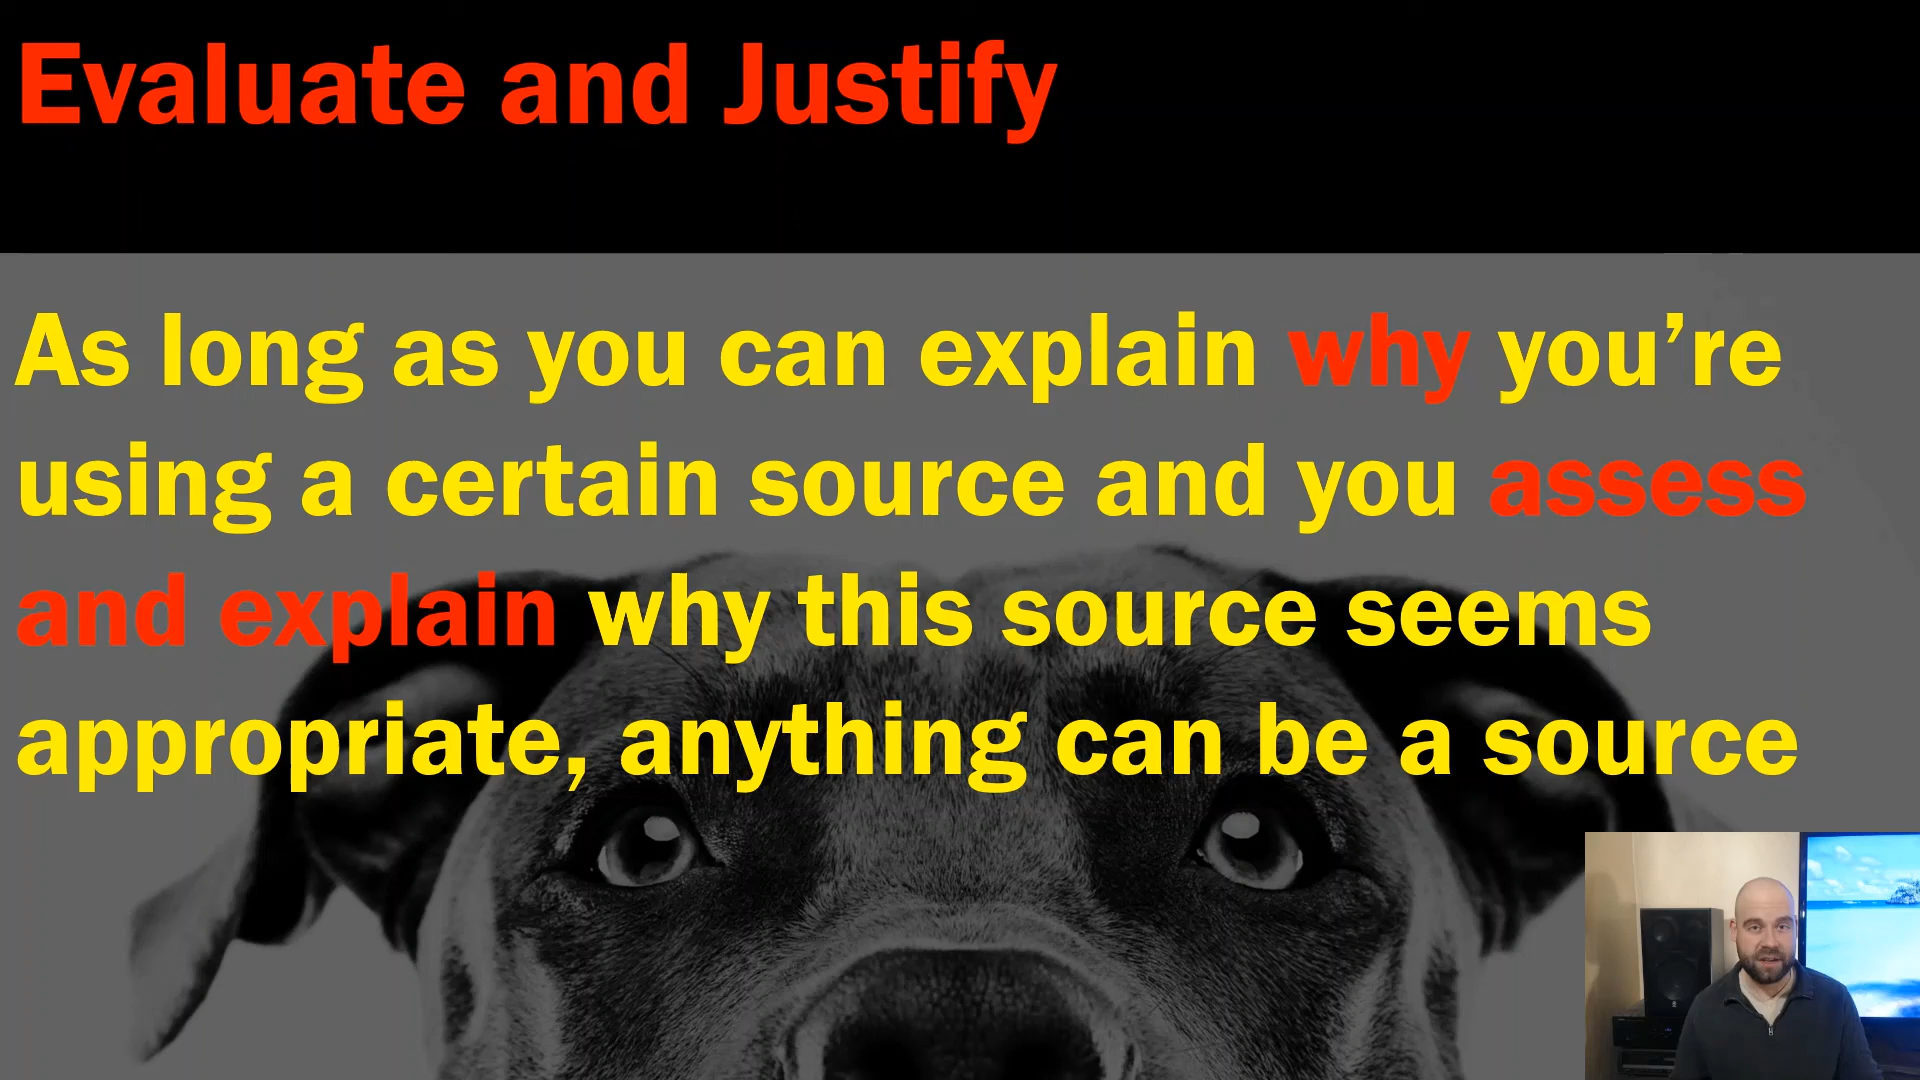 Evaluate and Justify
As long as you can explain why you’re
using a certain source and you assess
and explain why this source seems
appropriate, anything can be a source